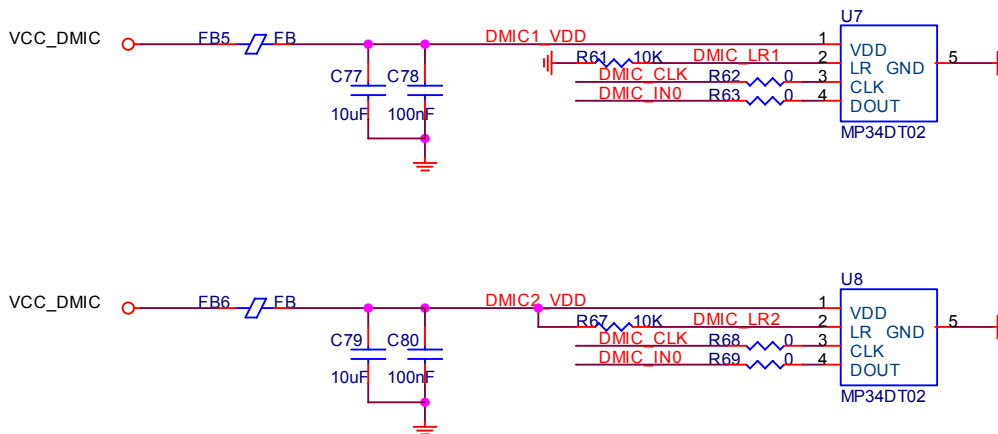 U7
VCC_DMIC FB5 FB DMIC1_VDD 1 VDD
R61 10K DMIC_LR1 2 LR GND 5
C77 C78 DMIC_CLK R62 0 3 CLK
10uF 100nF DMIC_IN0 R63 0 4 DOUT
MP34DT02
U8
VCC_DMIC FB6 FB DMIC2_VDD 1 VDD
R67 10K DMIC_LR2 2 LR GND 5
C79 C80 DMIC_CLK R68 0 3 CLK
10uF 100nF DMIC_IN0 R69 0 4 DOUT
MP34DT02